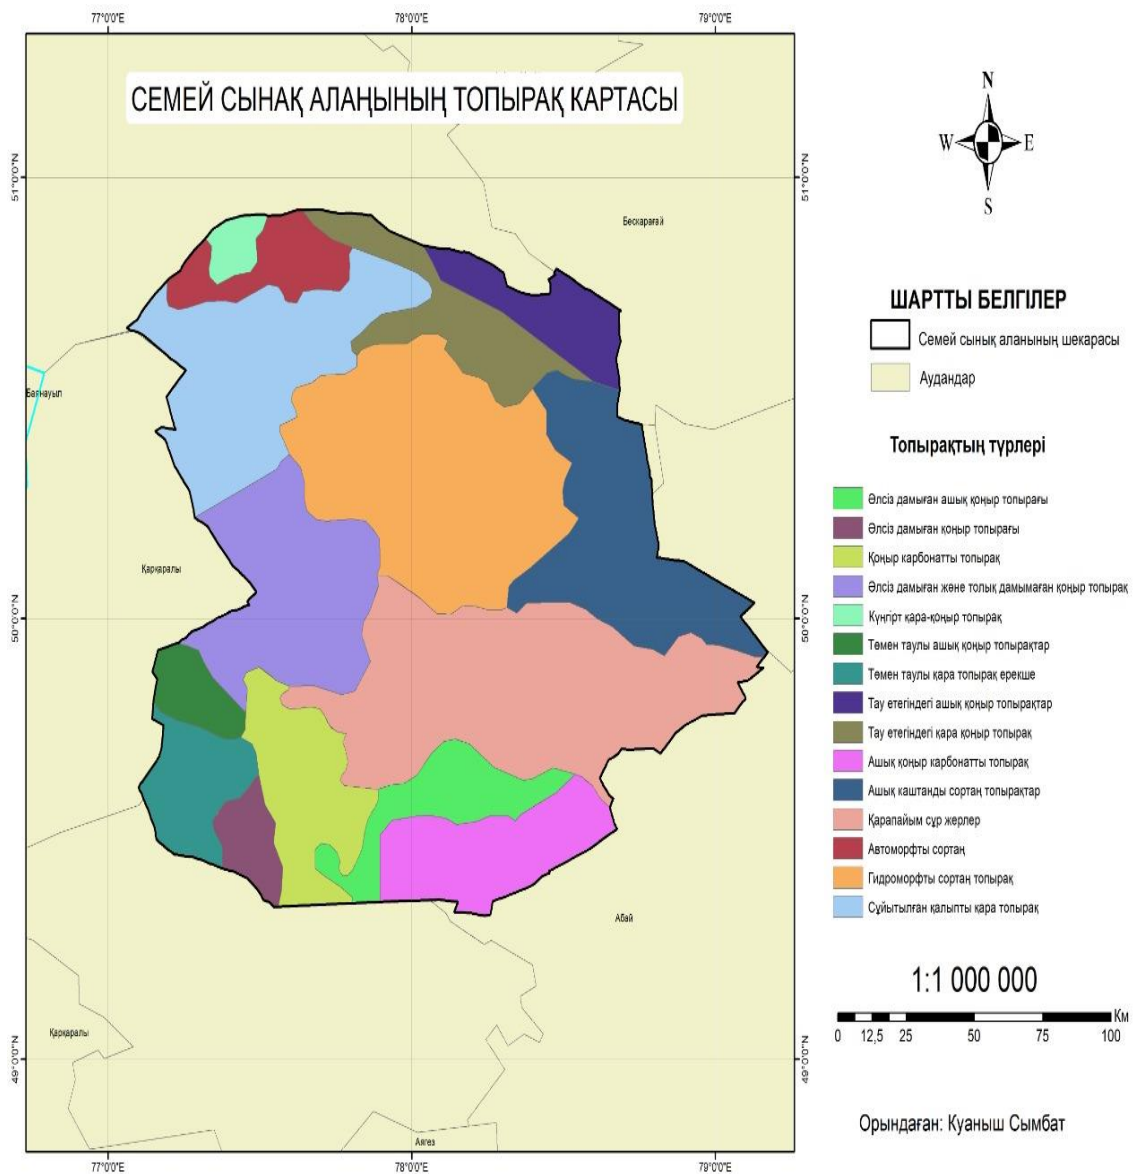 77°0'0"E 78°0'0"E 79°0'0"E
СЕМЕЙ СЫНАҚ АЛАҢЫНЫҢ ТОПЫРАҚ КАРТАСЫ
N
W E
S
51°0'0"N 51°0'0"N
Бескарағай
ШАРТТЫ БЕЛГІЛЕР
Семей сынық аланының шекарасы
Аудандар
Баянауыл
Топырақтың түрлері
Әлсіз дамыған ашық қоңыр топырағы
Әлсіз дамыған қоңыр топырағы
Қоңыр карбонатты топырақ
Әлсіз дамыған және толық дамымаған қоңыр топырақ
Күңгірт қара-қоңыр топырақ
Төмен таулы ашық қоңыр топырақтар
Төмен таулы қара топырақ ерекше
Тау етегіндегі ашық қоңыр топырақтар
Тау етегіндегі қара қоңыр топырақ
Ашық қоңыр карбонатты топырақ
Ашық каштанды сортаң топырақтар
Қарапайым сұр жерлер
Автоморфты сортаң
Гидроморфты сортаң топырақ
Сұйытылған қалыпты қара топырақ
Қарқаралы
50°0'0"N 50°0'0"N
Абай
1:1 000 000
Км
0 12,5 25 50 75 100
Қарқаралы
49°0'0"N 49°0'0"N
Орындаған: Куаныш Сымбат
Аягөз
77°0'0"E 78°0'0"E 79°0'0"E